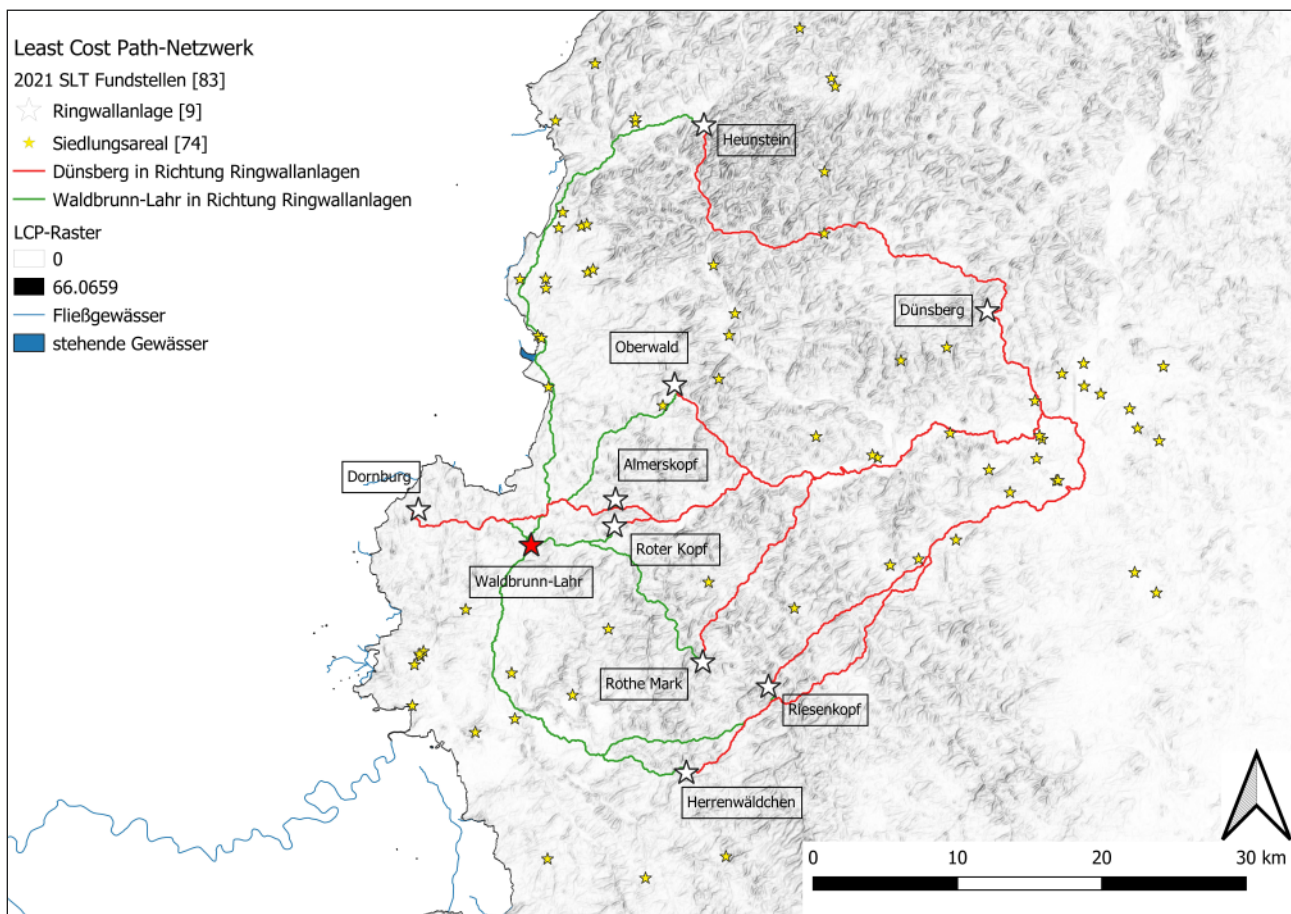 Least Cost Path-Netzwerk
2021 SLT Fundstellen [83]
Ringwallanlage [9]
Siedlungsareal [74]
Dünsberg in Richtung Ringwallanlagen
Waldbrunn-Lahr in Richtung Ringwallanlagen
LCP-Raster
0
66.0659
Fließgewässer
stehende Gewässer
Heunstein
Dünsberg
Oberwald
Almerskopf
Dornburg
Roter Kopf
Waldbrunn-Lahr
Rothe Mark
Riesenkopf
Herrenwäldchen
0 10 20 30 km